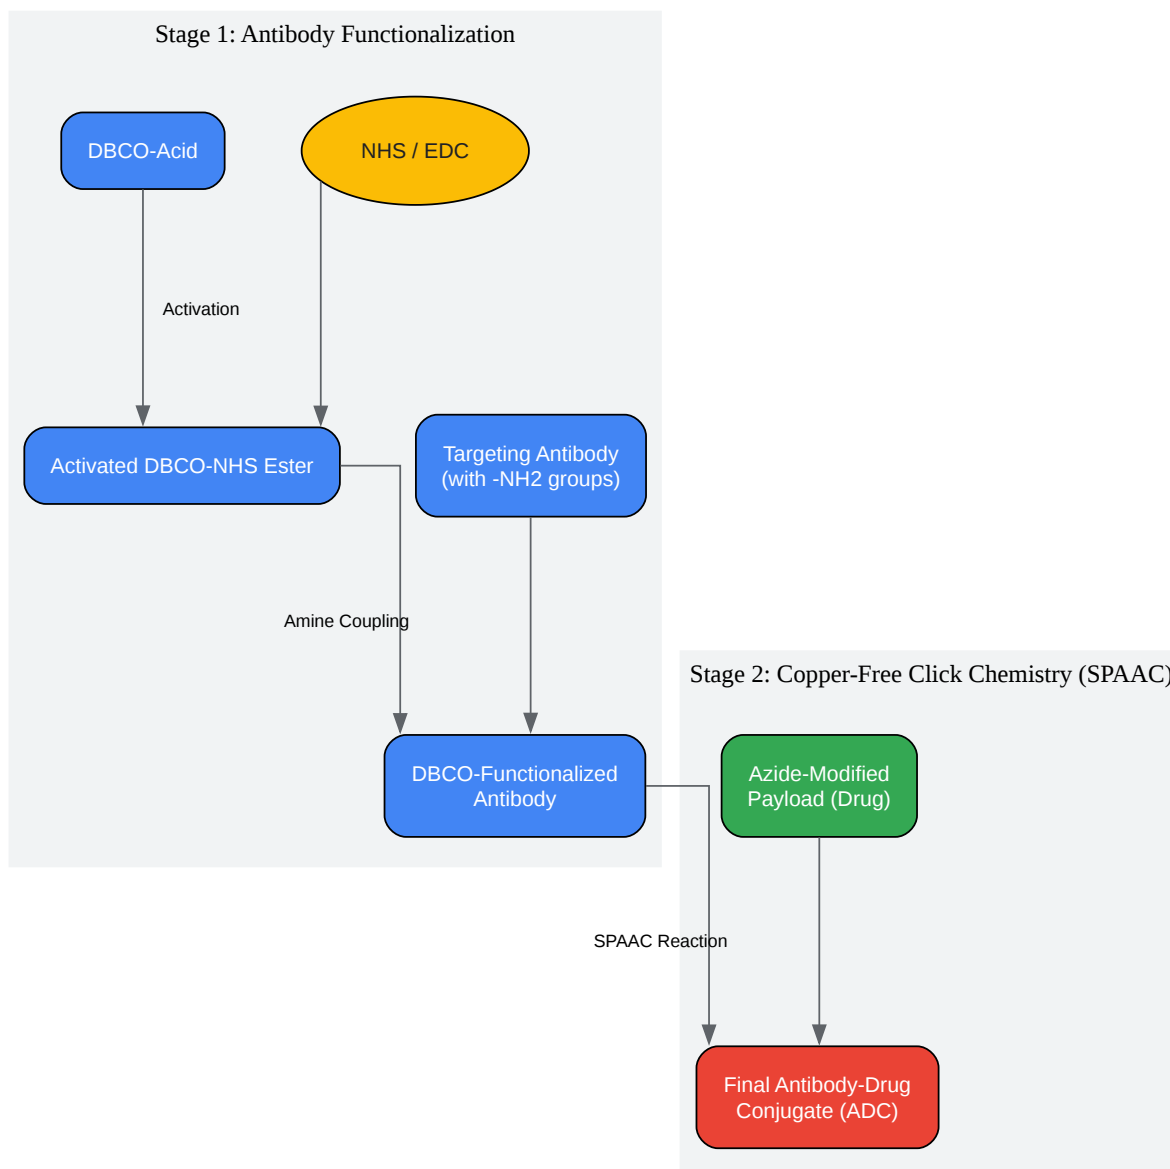 Stage 1: Antibody Functionalization
DBCO-Acid
NHS / EDC
Activation
Activated DBCO-NHS Ester
Targeting Antibody
(with -NH2 groups)
Amine Coupling
DBCO-Functionalized
Antibody
Stage 2: Copper-Free Click Chemistry (SPAAC)
Azide-Modified
Payload (Drug)
SPAAC Reaction
Final Antibody-Drug
Conjugate (ADC)